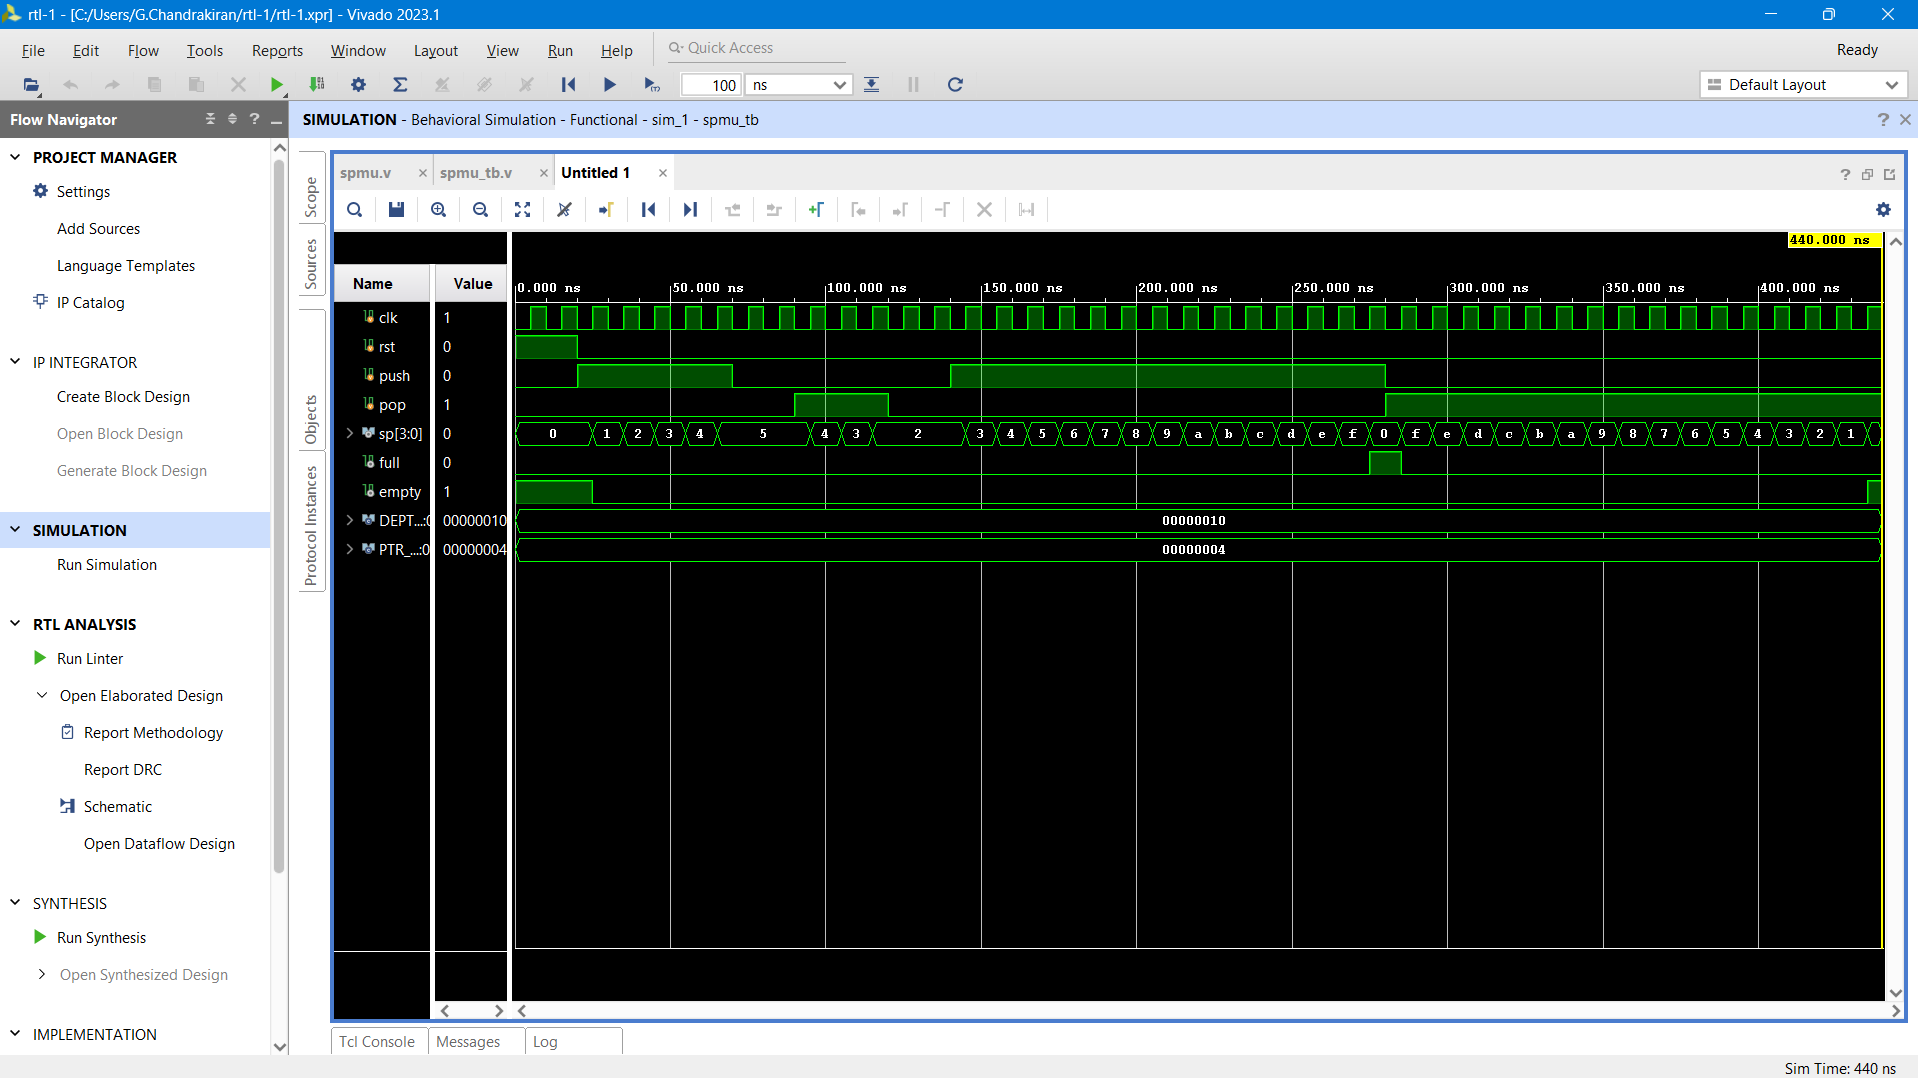 rtl-1 - [C:/Users/G.Chandrakiran/rtl-1/rtl-1.xpr] - Vivado 2023.1
File Edit Flow Tools Reports Window Layout View Run Help Quick Access Ready
100 ns Default Layout
Flow Navigator
SIMULATION - Behavioral Simulation - Functional - sim_1 - spmu_tb
PROJECT MANAGER
Settings
Add Sources
Language Templates
IP Catalog
IP INTEGRATOR
Create Block Design
Open Block Design
Generate Block Design
SIMULATION
Run Simulation
RTL ANALYSIS
Run Linter
Open Elaborated Design
Report Methodology
Report DRC
Schematic
Open Dataflow Design
SYNTHESIS
Run Synthesis
Open Synthesized Design
IMPLEMENTATION
Scope
Sources
Objects
Protocol Instances
spmu.v spmu_tb.v Untitled 1
440.000 ns
Name Value
0.000 ns 50.000 ns 100.000 ns 150.000 ns 200.000 ns 250.000 ns 300.000 ns 350.000 ns 400.000 ns
clk 1
rst 0
push 0
pop 1
sp[3:0] 0 0 1 2 3 4 5 4 3 2 3 4 5 6 7 8 9 a b c d e f 0 f e d c b a 9 8 7 6 5 4 3 2 1
full 0
empty 1
DEPT...:0 00000010 00000010
PTR_...:0 00000004 00000004
Tcl Console Messages Log
Sim Time: 440 ns